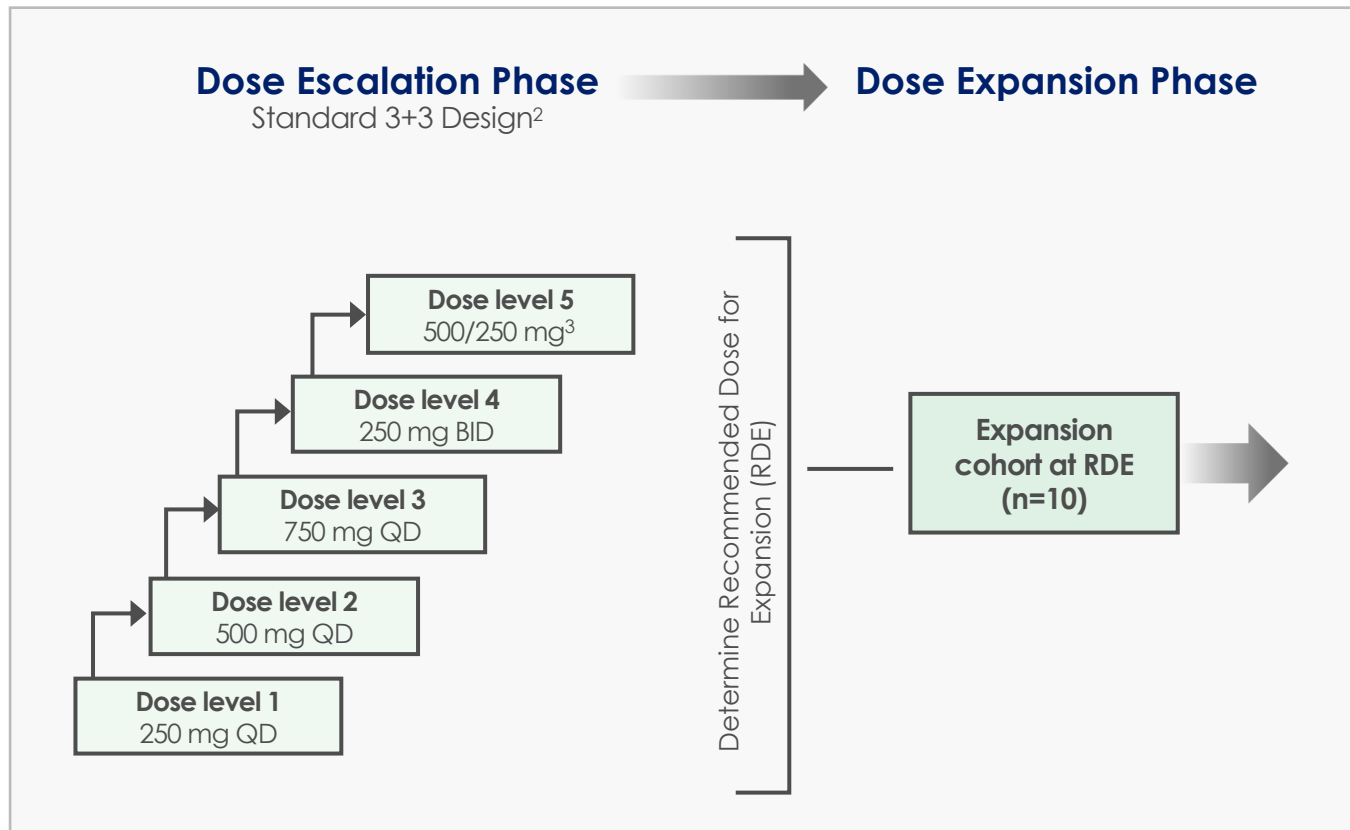 Dose Escalation Phase
Standard 3+3 Design²
Dose Expansion Phase
Dose level 5
500/250 mg³
Dose level 4
250 mg BID
Dose level 3
750 mg QD
Dose level 2
500 mg QD
Dose level 1
250 mg QD
Determine Recommended Dose for
Expansion (RDE)
Expansion
cohort at RDE
(n=10)